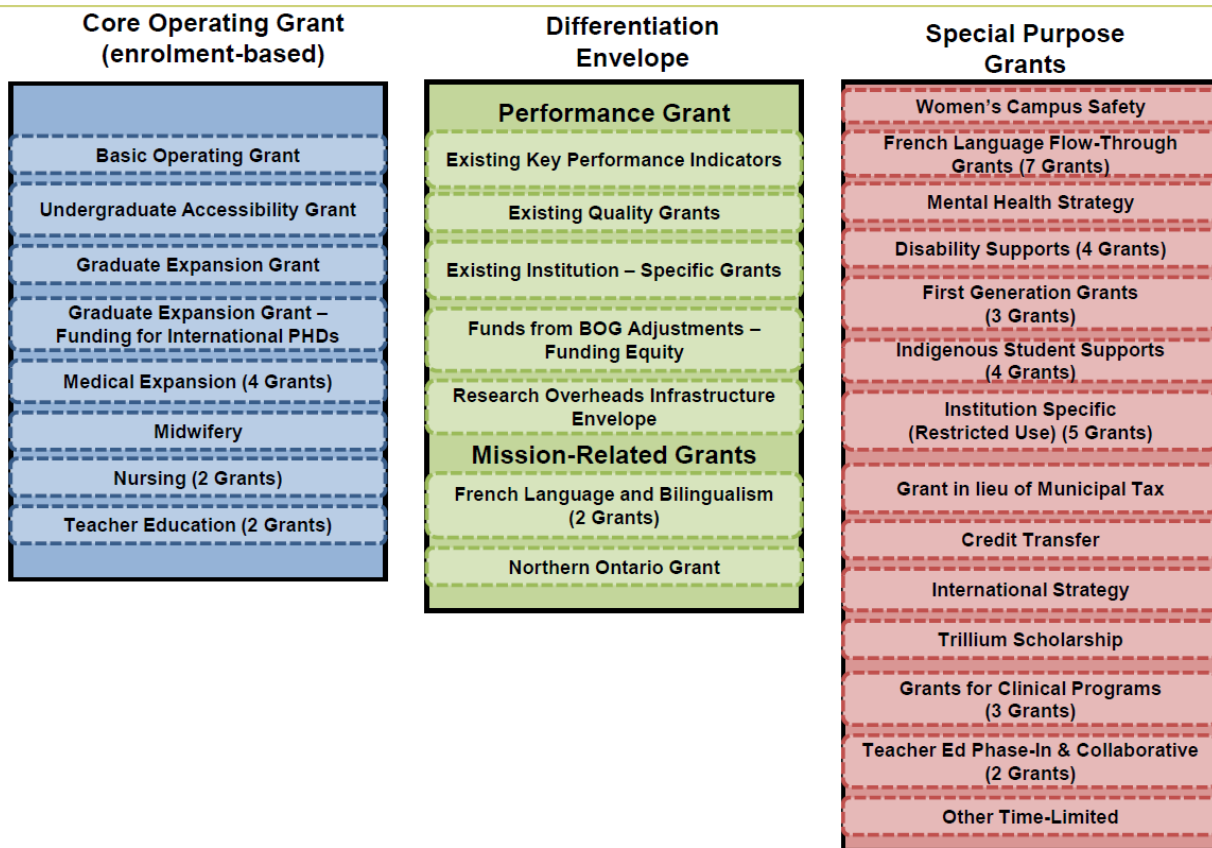 Core Operating Grant
(enrolment-based)
Basic Operating Grant
Undergraduate Accessibility Grant
Graduate Expansion Grant
Graduate Expansion Grant –
Funding for International PHDs
Medical Expansion (4 Grants)
Midwifery
Nursing (2 Grants)
Teacher Education (2 Grants)
Differentiation
Envelope
Performance Grant
Existing Key Performance Indicators
Existing Quality Grants
Existing Institution – Specific Grants
Funds from BOG Adjustments –
Funding Equity
Research Overheads Infrastructure
Envelope
Mission-Related Grants
French Language and Bilingualism
(2 Grants)
Northern Ontario Grant
Special Purpose
Grants
Women's Campus Safety
French Language Flow-Through
Grants (7 Grants)
Mental Health Strategy
Disability Supports (4 Grants)
First Generation Grants
(3 Grants)
Indigenous Student Supports
(4 Grants)
Institution Specific
(Restricted Use) (5 Grants)
Grant in lieu of Municipal Tax
Credit Transfer
International Strategy
Trillium Scholarship
Grants for Clinical Programs
(3 Grants)
Teacher Ed Phase-In & Collaborative
(2 Grants)
Other Time-Limited